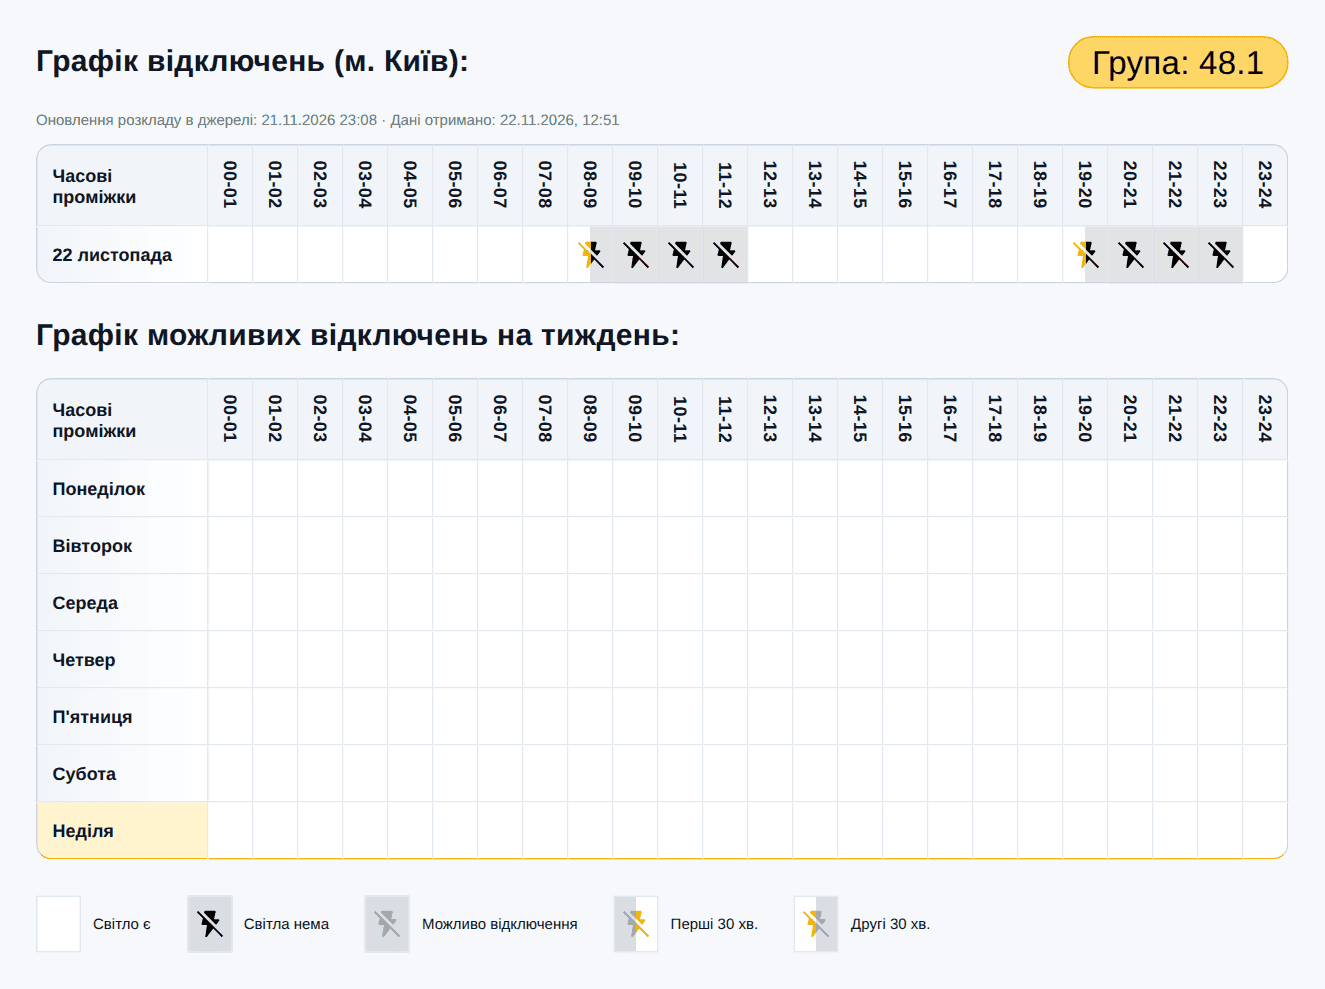 Графік відключень (м. Київ):
Група: 48.1
Оновлення розкладу в джерелі: 21.11.2026 23:08 · Дані отримано: 22.11.2026, 12:51
Часові проміжки 00-01 01-02 02-03 03-04 04-05 05-06 06-07 07-08 08-09 09-10 10-11 11-12 12-13 13-14 14-15 15-16 16-17 17-18 18-19 19-20 20-21 21-22 22-23 23-24
22 листопада
Графік можливих відключень на тиждень:
Часові проміжки 00-01 01-02 02-03 03-04 04-05 05-06 06-07 07-08 08-09 09-10 10-11 11-12 12-13 13-14 14-15 15-16 16-17 17-18 18-19 19-20 20-21 21-22 22-23 23-24
Понеділок
Вівторок
Середа
Четвер
П'ятниця
Субота
Неділя
Світло є Світла нема Можливо відключення Перші 30 хв. Другі 30 хв.